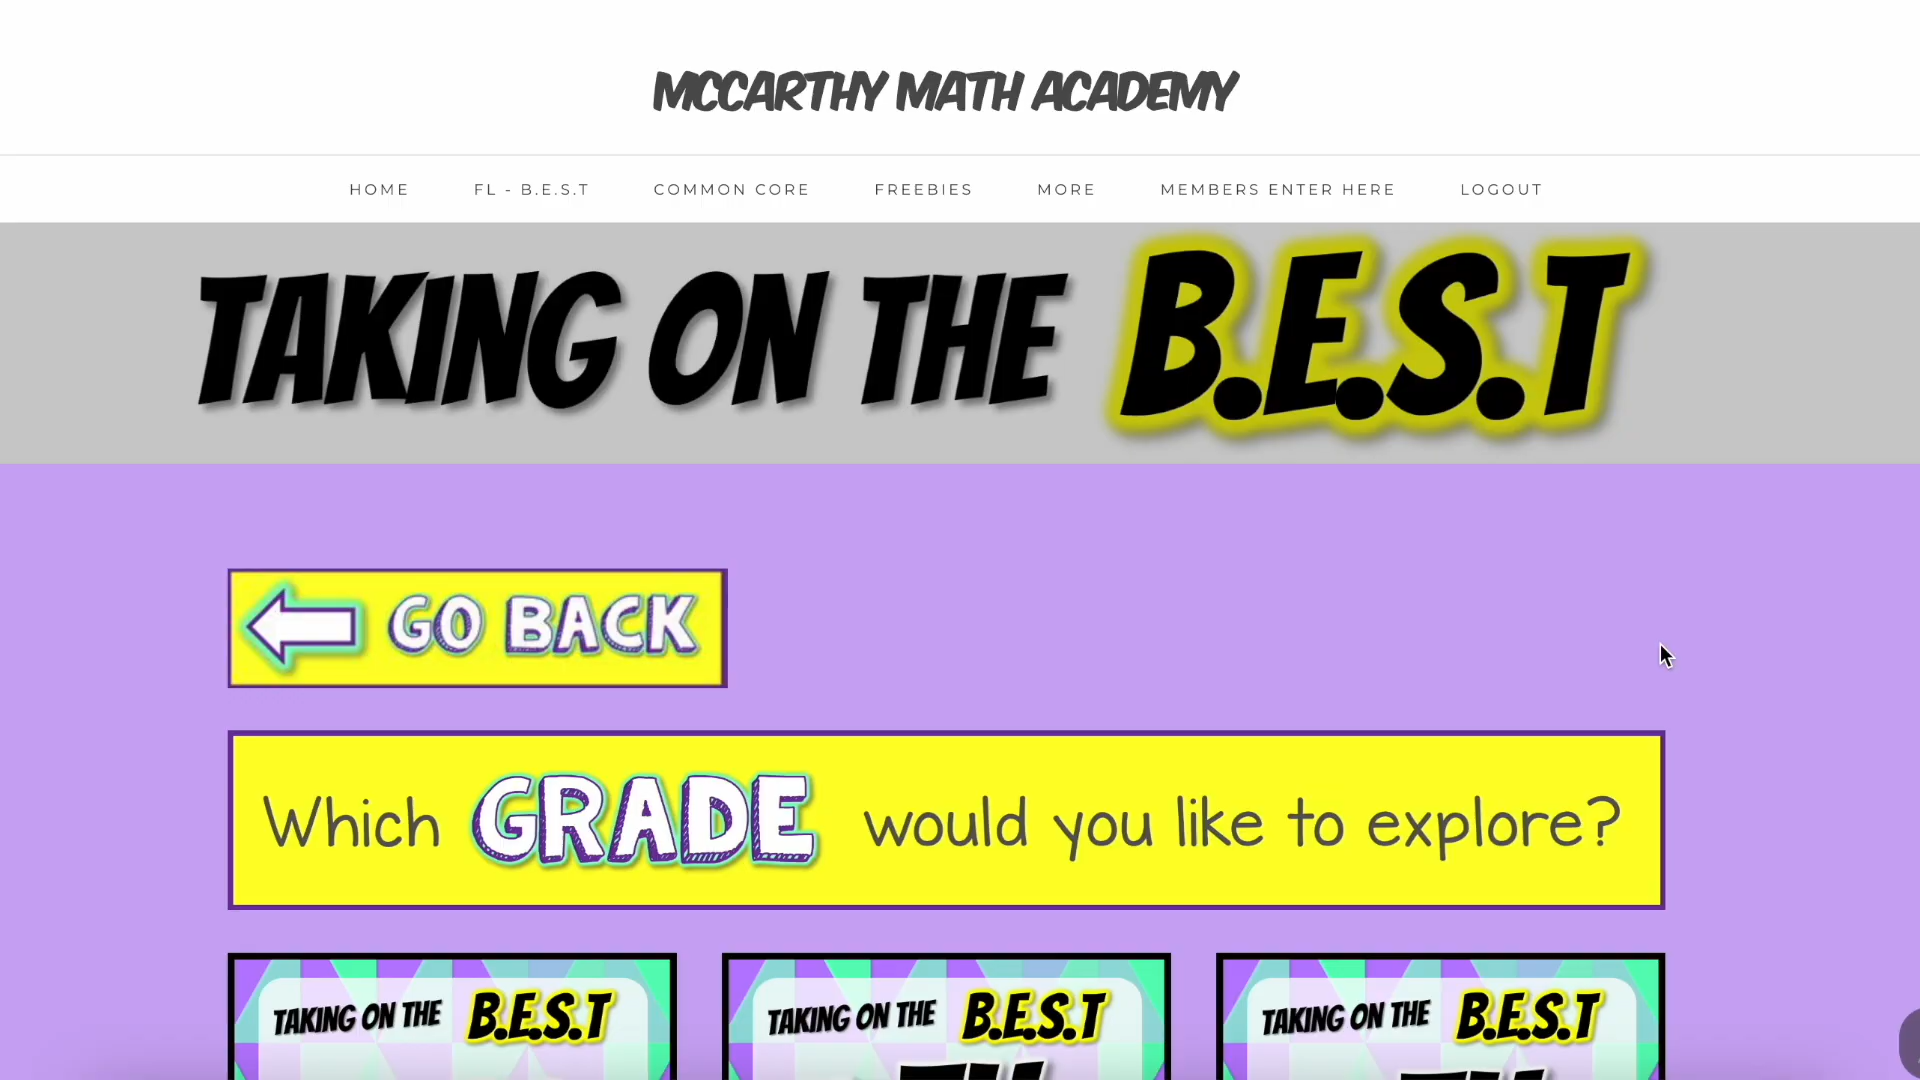 MCCARTHY MATH ACADEMY
HOME FL - B.E.S.T COMMON CORE FREEBIES MORE MEMBERS ENTER HERE LOGOUT
TAKING ON THE B.E.S.T
GO BACK
Which GRADE would you like to explore?
TAKING ON THE B.E.S.T
TAKING ON THE B.E.S.T
TAKING ON THE B.E.S.T